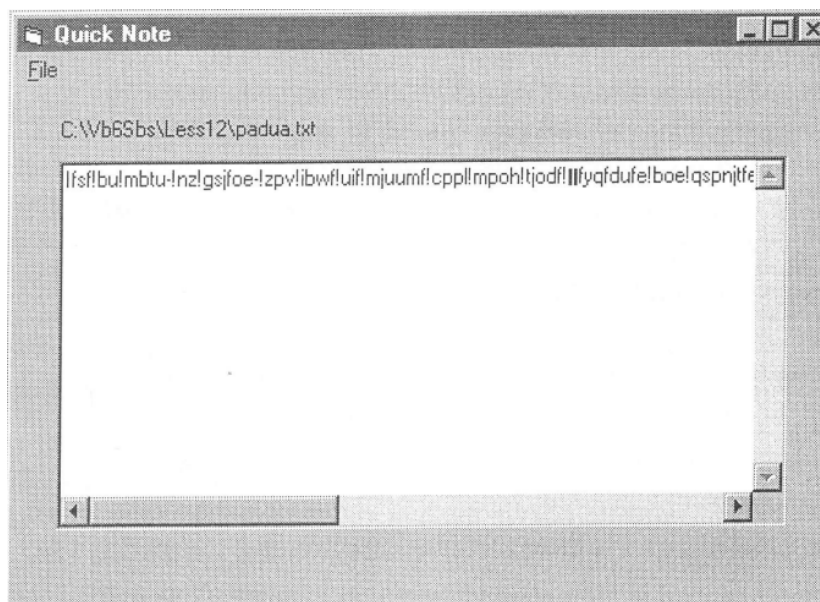 Quick Note
File
C:\Vb6Sbs\Less12\padua.txt
Ifsf!bu!mbtu-!nz!gsjfoe-!zpv!ibwf!uif!mjuumf!cppl!mpoh!tjodf!||fyqfdufe!boe!qspnjtfe